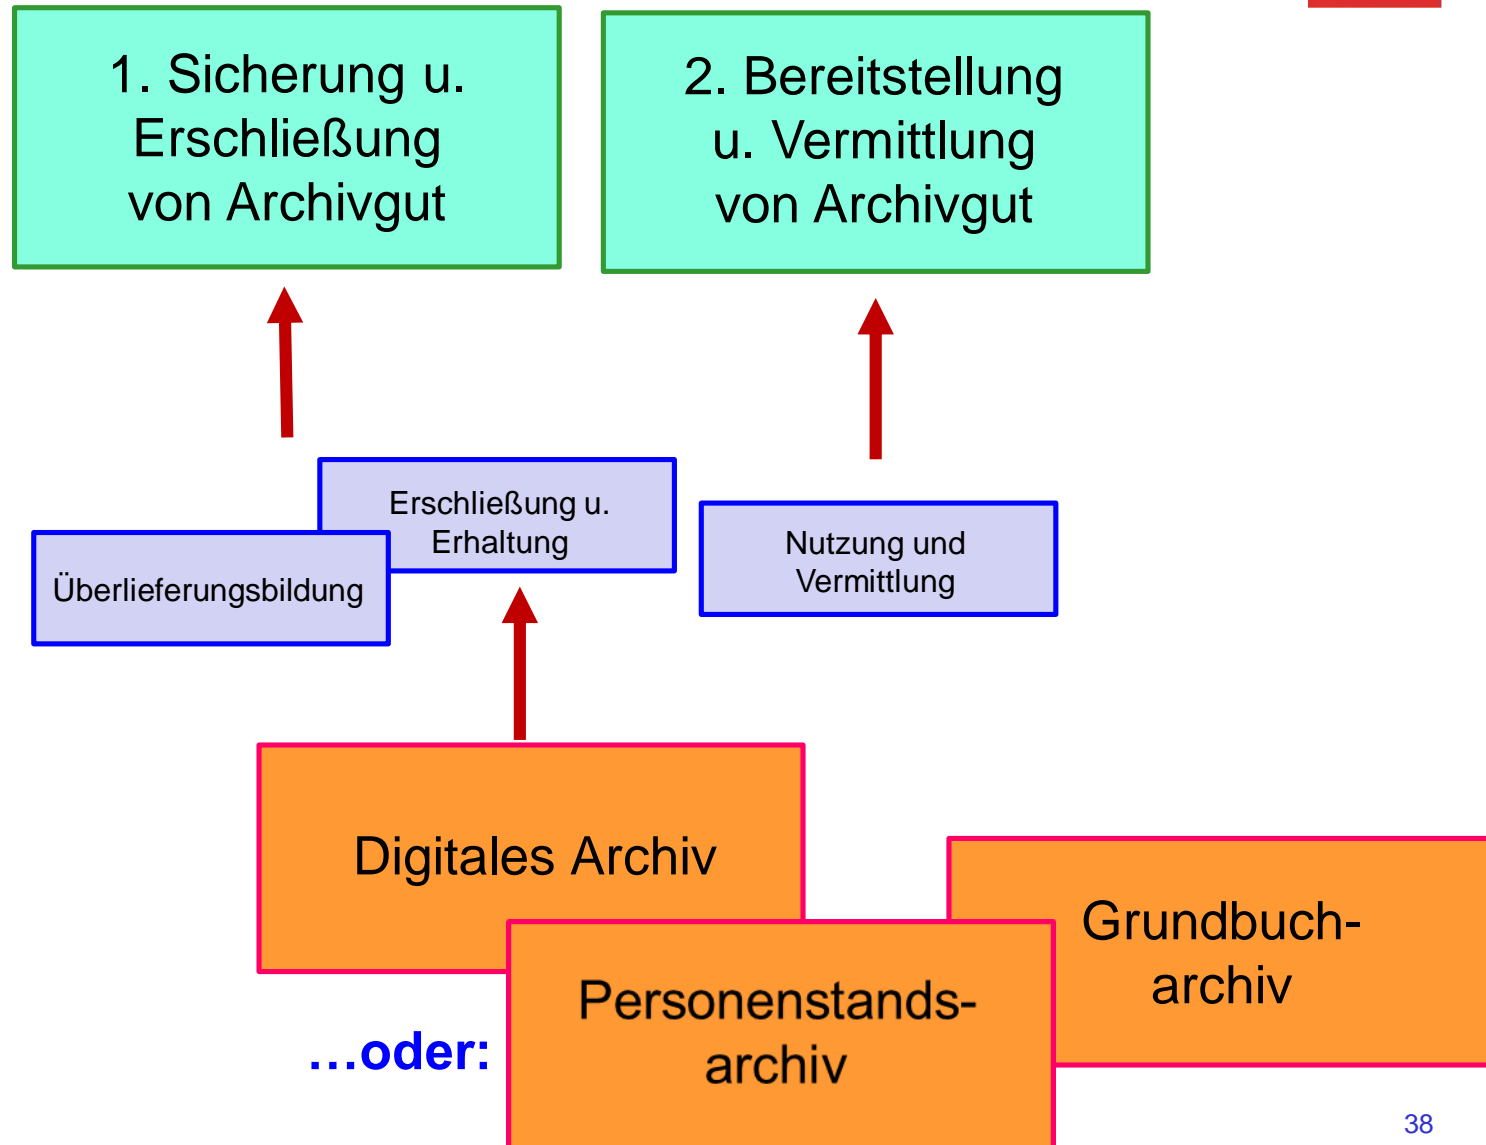 1. Sicherung u.
Erschließung
von Archivgut
2. Bereitstellung
u. Vermittlung
von Archivgut
Erschließung u.
Erhaltung
Überlieferungsbildung
Nutzung und
Vermittlung
Digitales Archiv
Grundbuch-
archiv
Personenstands-
archiv
…oder:
38